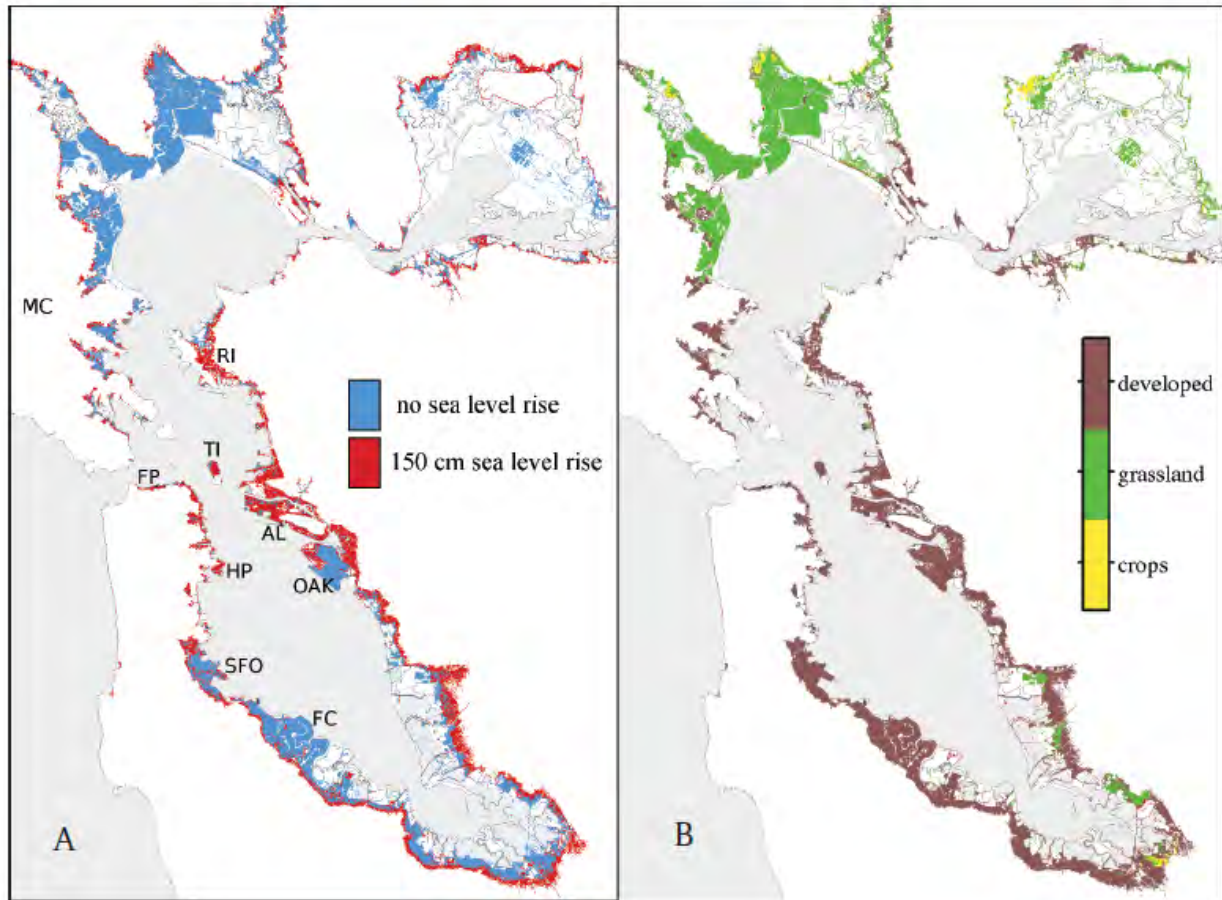 MC
RI
no sea level rise
150 cm sea level rise
TI
FP
AL
HP
OAK
SFO
FC
A
developed
grassland
crops
B